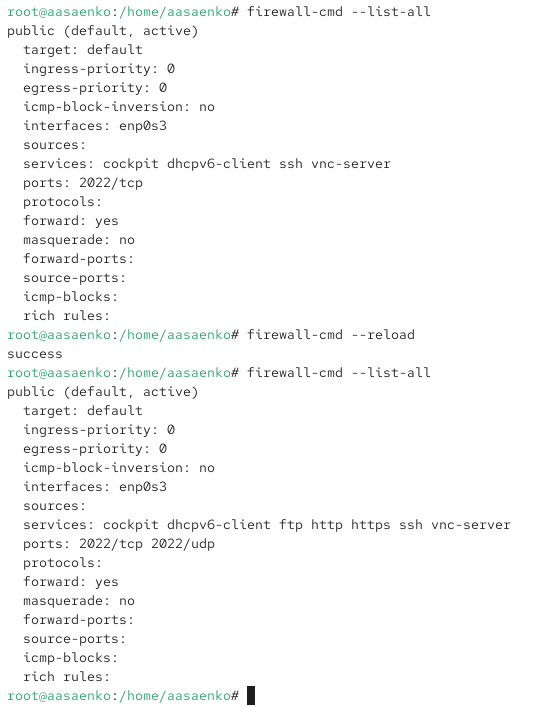 root@aasaenko:/home/aasaenko# firewall-cmd --list-all
public (default, active)
  target: default
  ingress-priority: 0
  egress-priority: 0
  icmp-block-inversion: no
  interfaces: enp0s3
  sources:
  services: cockpit dhcpv6-client ssh vnc-server
  ports: 2022/tcp
  protocols:
  forward: yes
  masquerade: no
  forward-ports:
  source-ports:
  icmp-blocks:
  rich rules:
root@aasaenko:/home/aasaenko# firewall-cmd --reload
success
root@aasaenko:/home/aasaenko# firewall-cmd --list-all
public (default, active)
  target: default
  ingress-priority: 0
  egress-priority: 0
  icmp-block-inversion: no
  interfaces: enp0s3
  sources:
  services: cockpit dhcpv6-client ftp http https ssh vnc-server
  ports: 2022/tcp 2022/udp
  protocols:
  forward: yes
  masquerade: no
  forward-ports:
  source-ports:
  icmp-blocks:
  rich rules:
root@aasaenko:/home/aasaenko#